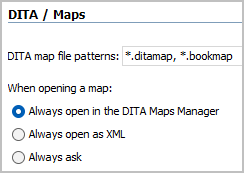 DITA / Maps
DITA map file patterns: *.ditamap, *.bookmap
When opening a map:
Always open in the DITA Maps Manager
Always open as XML
Always ask